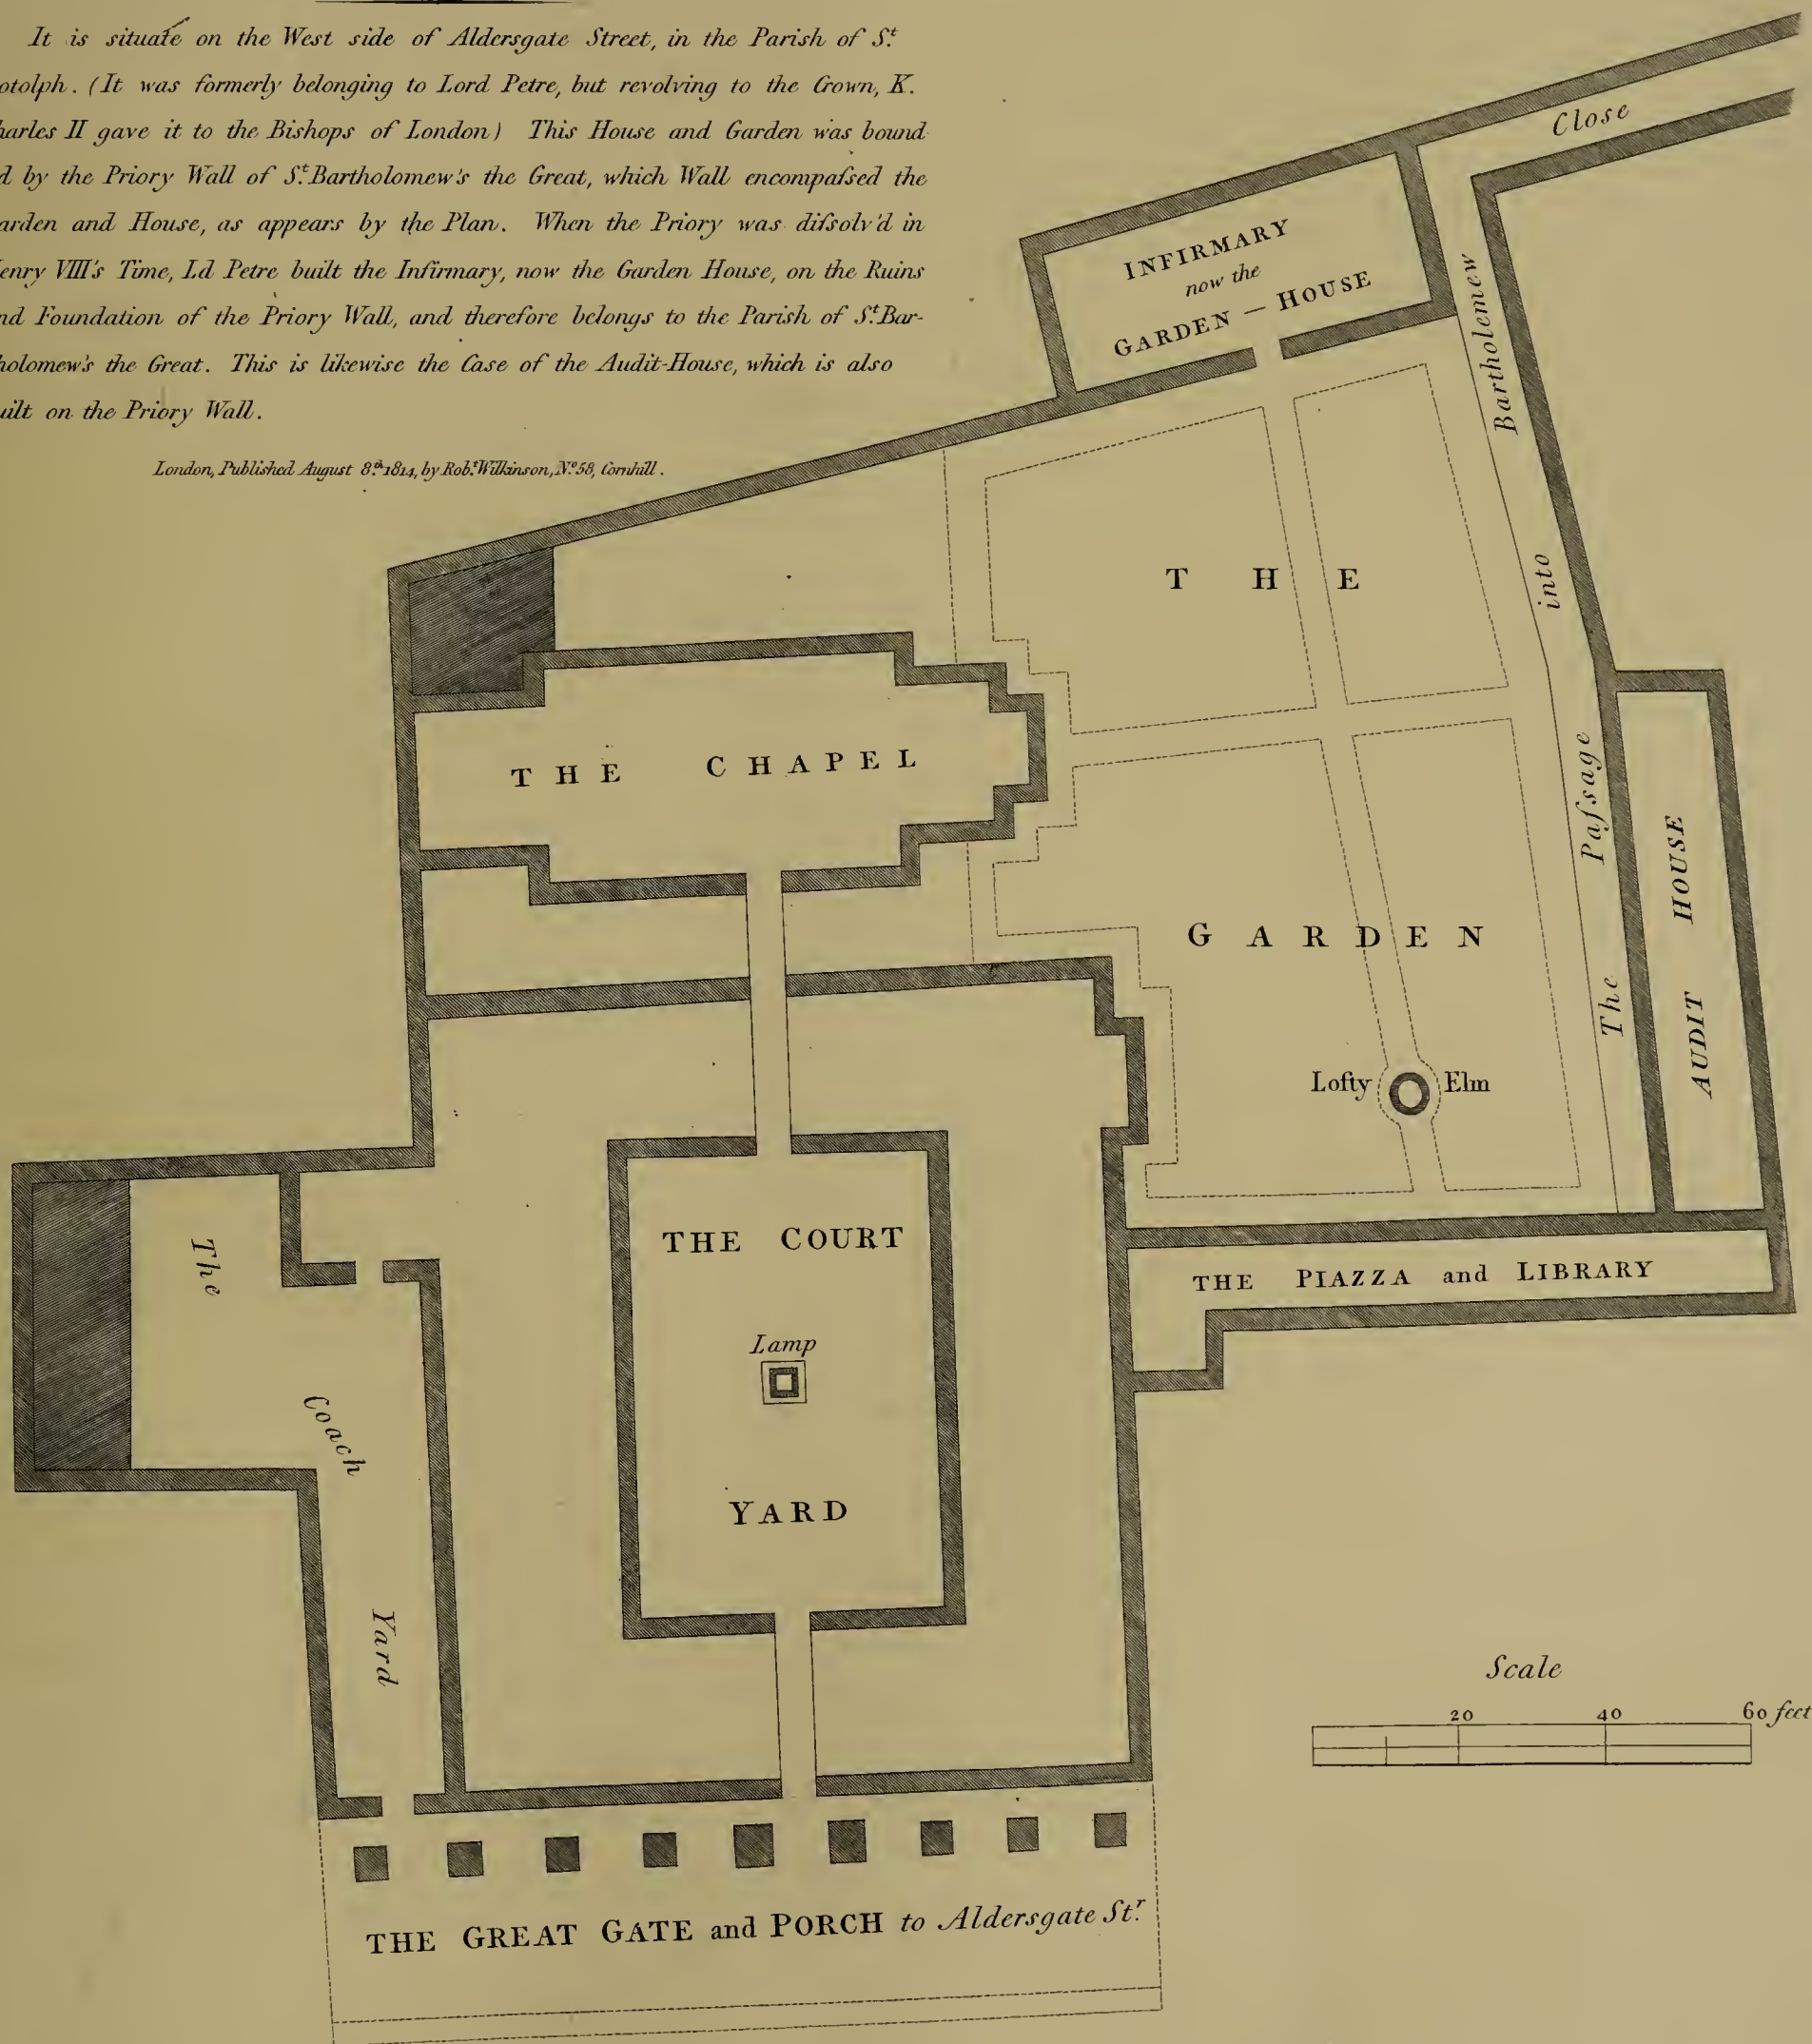 It is situate on the West side of Aldersgate Street, in the Parish of S.t
otolph. (It was formerly belonging to Lord Petre, but revolving to the Crown, K.
harles II gave it to the Bishops of London) This House and Garden was bound
d by the Priory Wall of S.t Bartholomew's the Great, which Wall encompaſsed the
arden and House, as appears by the Plan. When the Priory was diſsolv'd in
enry VIII's Time, Ld Petre built the Infirmary, now the Garden House, on the Ruins
nd Foundation of the Priory Wall, and therefore belongs to the Parish of S.t Bar-
holomew's the Great. This is likewise the Case of the Audit-House, which is also
uilt on the Priory Wall.
London, Published August 8.th 1814, by Rob.t Wilkinson, N.o 58, Cornhill.
INFIRMARY
now the
GARDEN — HOUSE
The Paſsage into Bartholemew Close
THE
GARDEN
Lofty Elm
THE CHAPEL
AUDIT HOUSE
THE PIAZZA and LIBRARY
THE COURT
Lamp
YARD
The
Coach
Yard
Scale
20 40 60 feet
THE GREAT GATE and PORCH to Aldersgate St.r